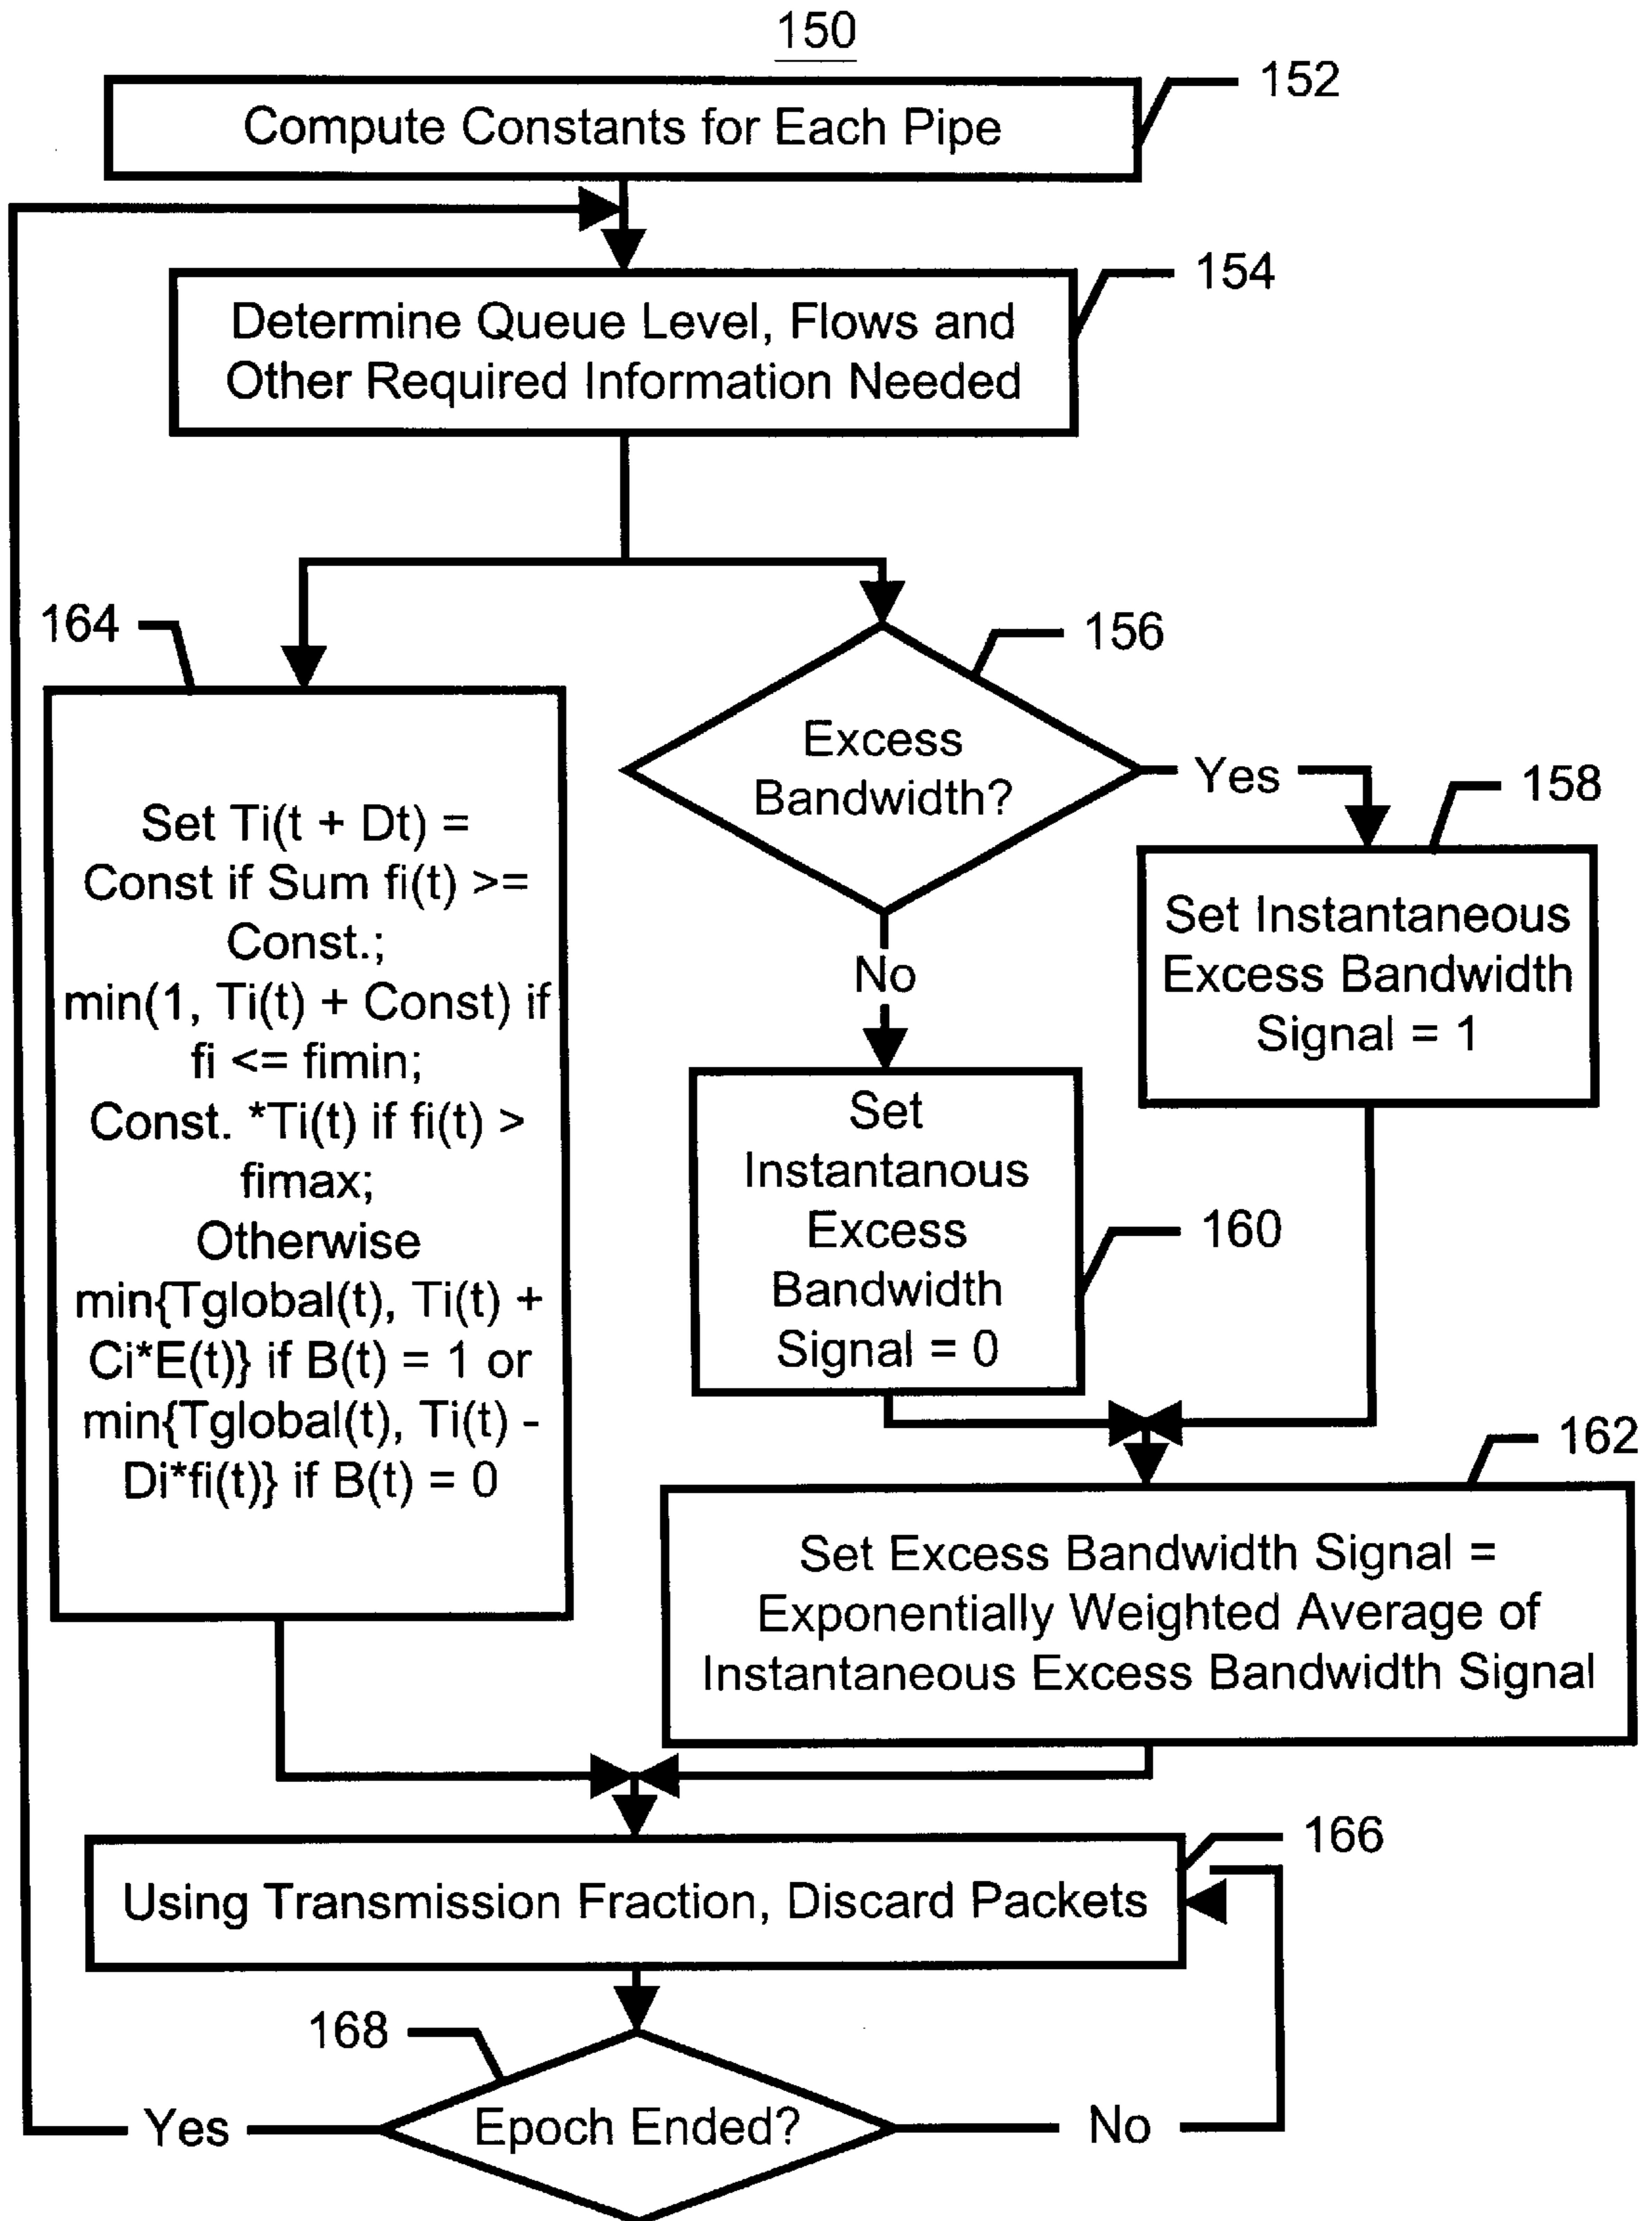 150
152
Compute Constants for Each Pipe
154
Determine Queue Level, Flows and
Other Required Information Needed
164
156
Excess
Bandwidth?
Yes
158
Set Ti(t + Dt) =
Const if Sum fi(t) >=
Const.;
min(1, Ti(t) + Const) if
fi <= fimin;
Const. *Ti(t) if fi(t) >
fimax;
Otherwise
min{Tglobal(t), Ti(t) +
Ci*E(t)} if B(t) = 1 or
min{Tglobal(t), Ti(t) -
Di*fi(t)} if B(t) = 0
Set Instantaneous
Excess Bandwidth
Signal = 1
No
Set
Instantanous
Excess
Bandwidth
Signal = 0
160
162
Set Excess Bandwidth Signal =
Exponentially Weighted Average of
Instantaneous Excess Bandwidth Signal
166
Using Transmission Fraction, Discard Packets
168
Yes
Epoch Ended?
No